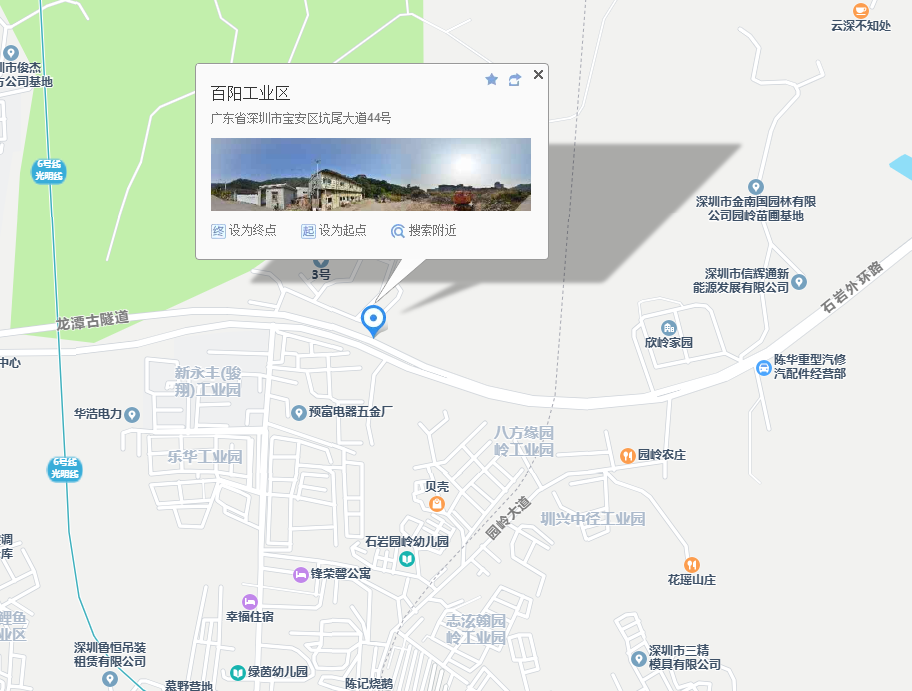 云深不知处
圳市俊杰
方公司基地
百阳工业区
广东省深圳市宝安区坑尾大道44号
6号线
光明线
设为终点
设为起点
搜索附近
终
起
深圳市金南国园林有限
公司园岭苗圃基地
3号
深圳市信辉通新
能源发展有限公司
石岩外环路
龙潭古隧道
欣岭家园
中心
陈华重型汽修
汽配件经营部
新永丰(骏
翔)工业园
华浩电力
预富电器五金厂
八方缘园
岭工业园
乐华工业园
园岭农庄
6号线
光明线
贝壳
园岭大道
圳兴中径工业园
石岩园岭幼儿园
调
库
锋荣馨公寓
花瑶山庄
幸福住宿
鲤鱼
业区
志泫翰园
岭工业园
深圳鲁恒吊装
租赁有限公司
深圳市三精
模具有限公司
绿茵幼儿园
慕野营地
陈记烧鹅